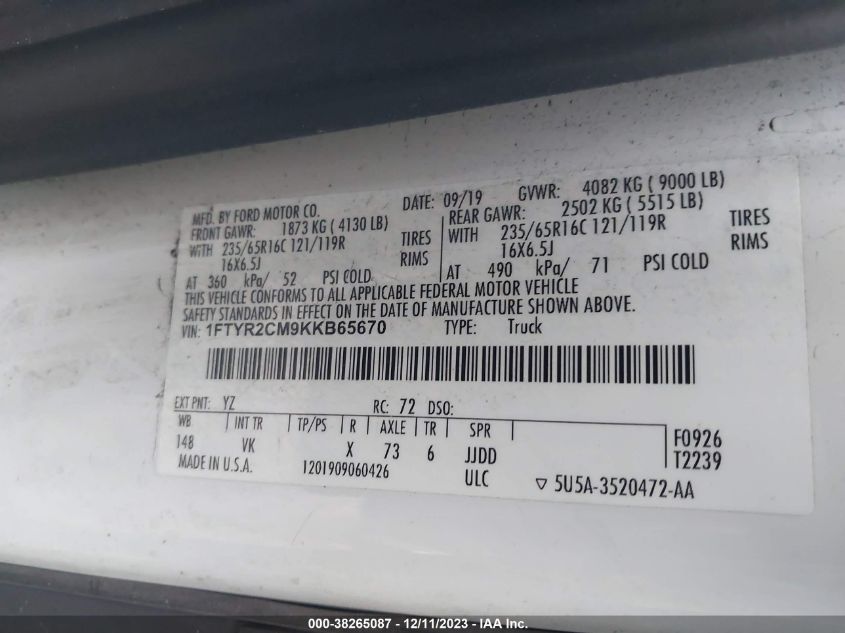 MFD. BY FORD MOTOR CO.
DATE: 09/19 GVWR: 4082 KG ( 9000 LB)
FRONT GAWR: 1873 KG ( 4130 LB)
WITH 235/65R16C 121/119R TIRES
16X6.5J RIMS
AT 360 kPa/ 52 PSI COLD
REAR GAWR: 2502 KG ( 5515 LB)
WITH 235/65R16C 121/119R TIRES
16X6.5J RIMS
AT 490 kPa/ 71 PSI COLD
THIS VEHICLE CONFORMS TO ALL APPLICABLE FEDERAL MOTOR VEHICLE
SAFETY STANDARDS IN EFFECT ON THE DATE OF MANUFACTURE SHOWN ABOVE.
VIN: 1FTYR2CM9KKB65670 TYPE: Truck
EXT PNT: YZ RC: 72 DSO:
WB INT TR TP/PS R AXLE TR SPR
148 VK X 73 6 JJDD
F0926
T2239
MADE IN U.S.A. 1201909060426 ULC ▽ 5U5A-3520472-AA
000-38265087 - 12/11/2023 - IAA Inc.